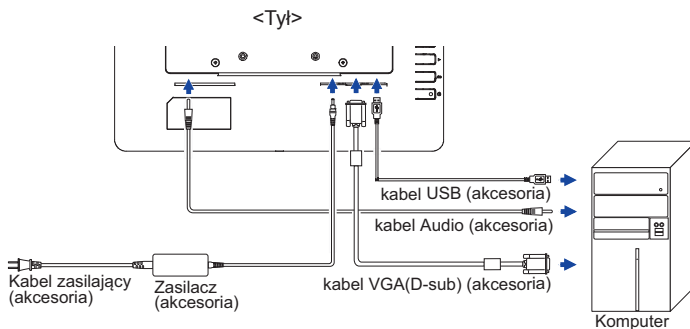 <Tył>
kabel USB (akcesoria)
kabel Audio (akcesoria)
Kabel zasilający
(akcesoria)
Zasilacz
(akcesoria)
kabel VGA(D-sub) (akcesoria)
Komputer